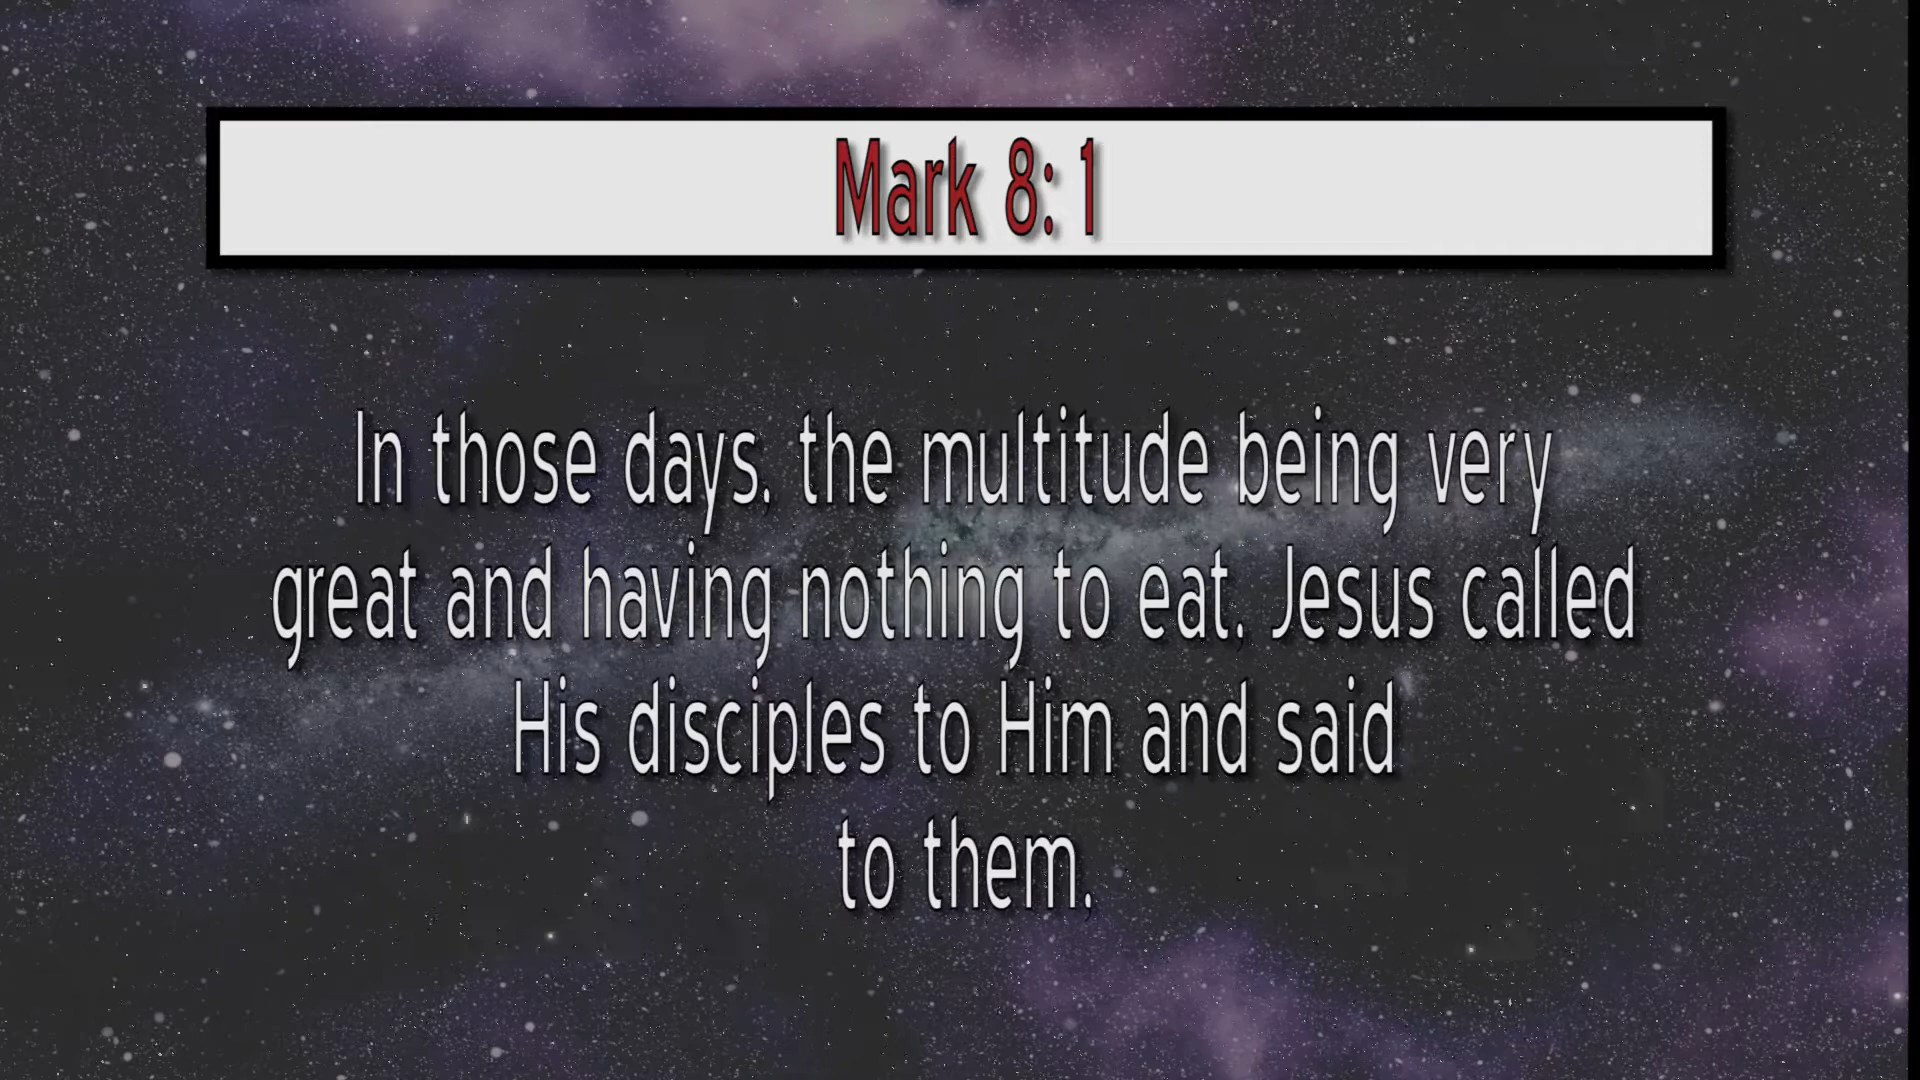 Mark 8: 1
In those days, the multitude being very
great and having nothing to eat, Jesus called
His disciples to Him and said
to them,